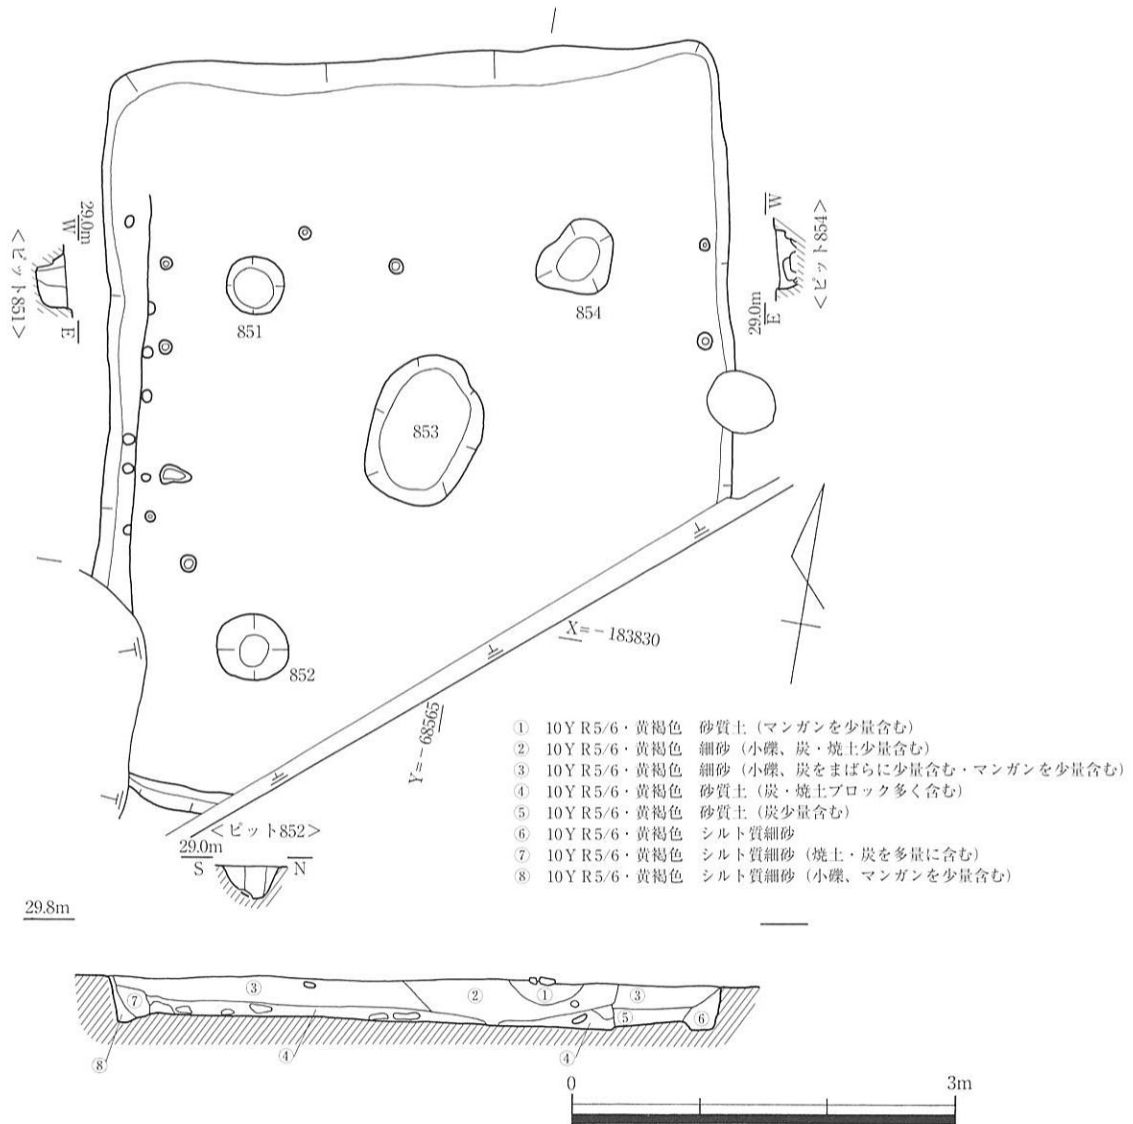 W
29.0m
<ピット851>
E
851
854
W
<ピット854>
29.0m
E
853
852
X=-183830
Y=-68565
① 10YR5/6・黄褐色 砂質土（マンガンを少量含む）
② 10YR5/6・黄褐色 細砂（小礫、炭・焼土少量含む）
③ 10YR5/6・黄褐色 細砂（小礫、炭をまばらに少量含む・マンガンを少量含む）
④ 10YR5/6・黄褐色 砂質土（炭・焼土ブロック多く含む）
⑤ 10YR5/6・黄褐色 砂質土（炭少量含む）
⑥ 10YR5/6・黄褐色 シルト質細砂
⑦ 10YR5/6・黄褐色 シルト質細砂（焼土・炭を多量に含む）
⑧ 10YR5/6・黄褐色 シルト質細砂（小礫、マンガンを少量含む）
<ピット852>
29.0m
S N
29.8m
⑦ ③ ② ① ③ ⑤ ⑥
⑧ ④ ④
0 3m